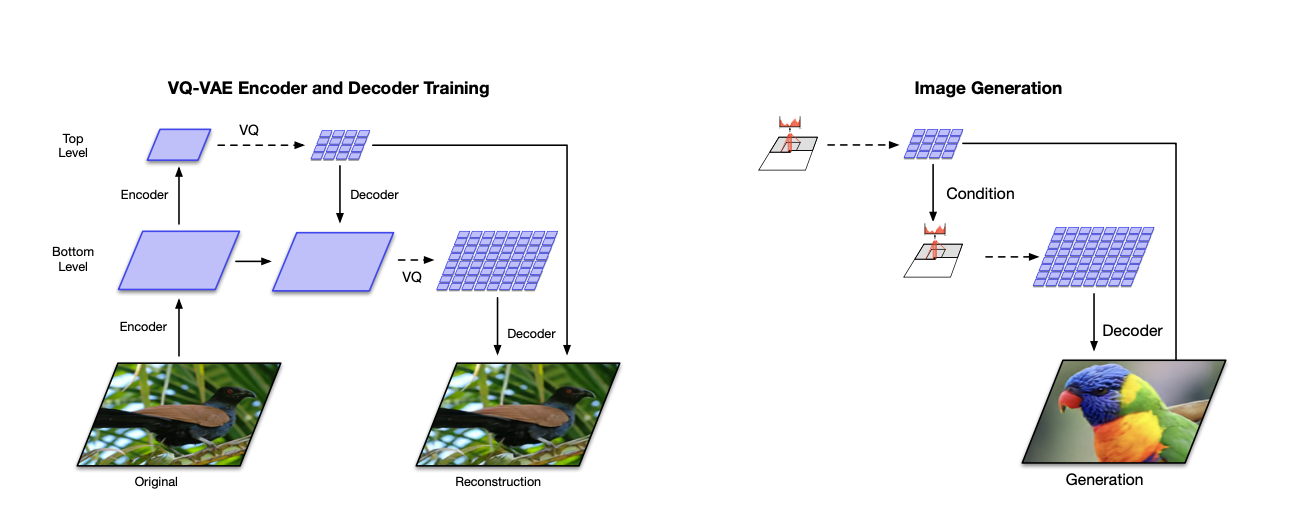 VQ-VAE Encoder and Decoder Training
Top
Level
VQ
Encoder
Decoder
Bottom
Level
VQ
Encoder
Decoder
Original
Reconstruction
Image Generation
Condition
Decoder
Generation